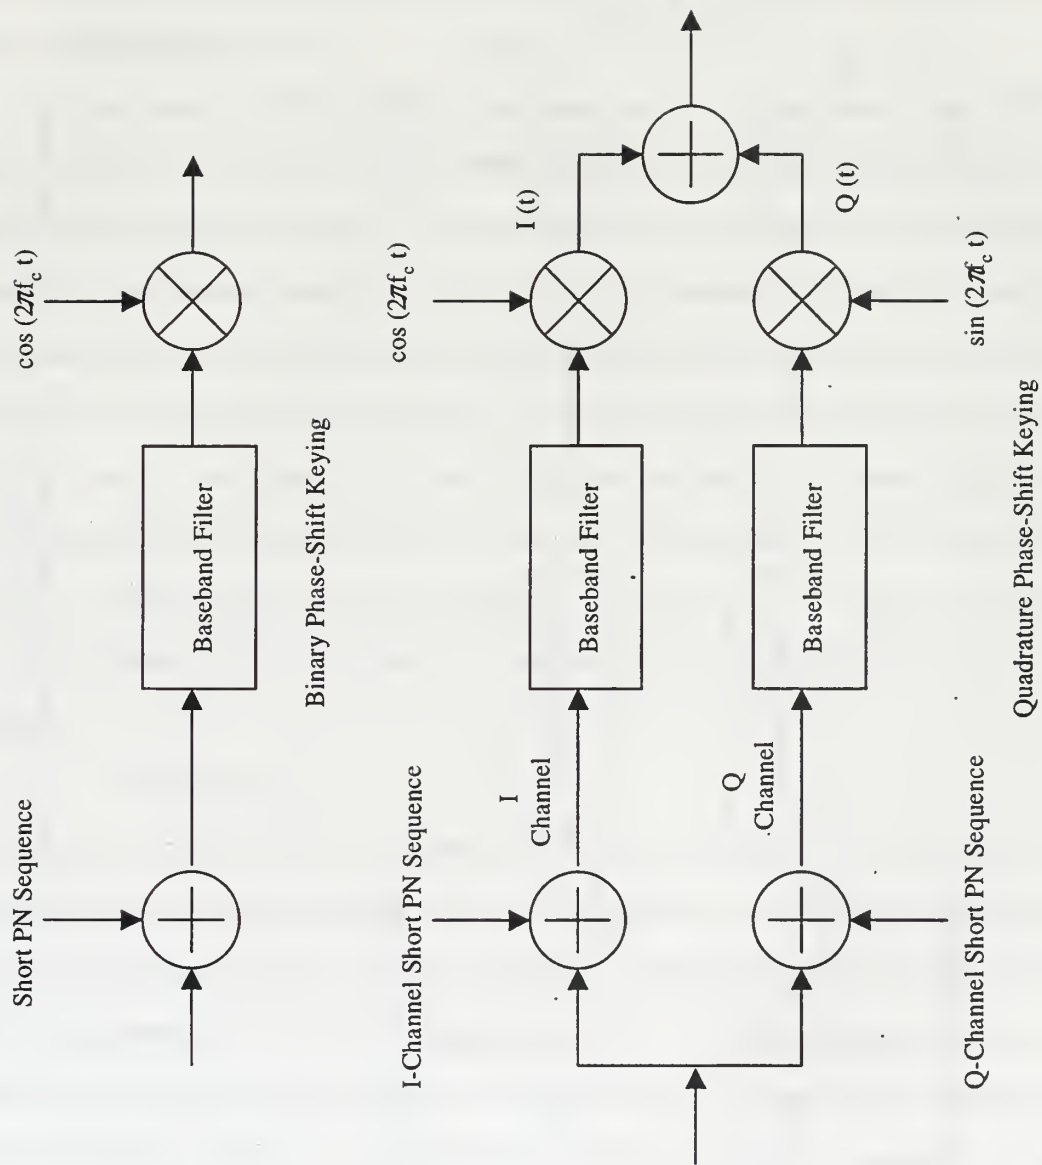 Short PN Sequence
cos (2πf_c t)
Baseband Filter
Binary Phase-Shift Keying
I-Channel Short PN Sequence
I
Channel
cos (2πf_c t)
I (t)
Baseband Filter
Q
Channel
Baseband Filter
Q (t)
Q-Channel Short PN Sequence
sin (2πf_c t)
Quadrature Phase-Shift Keying